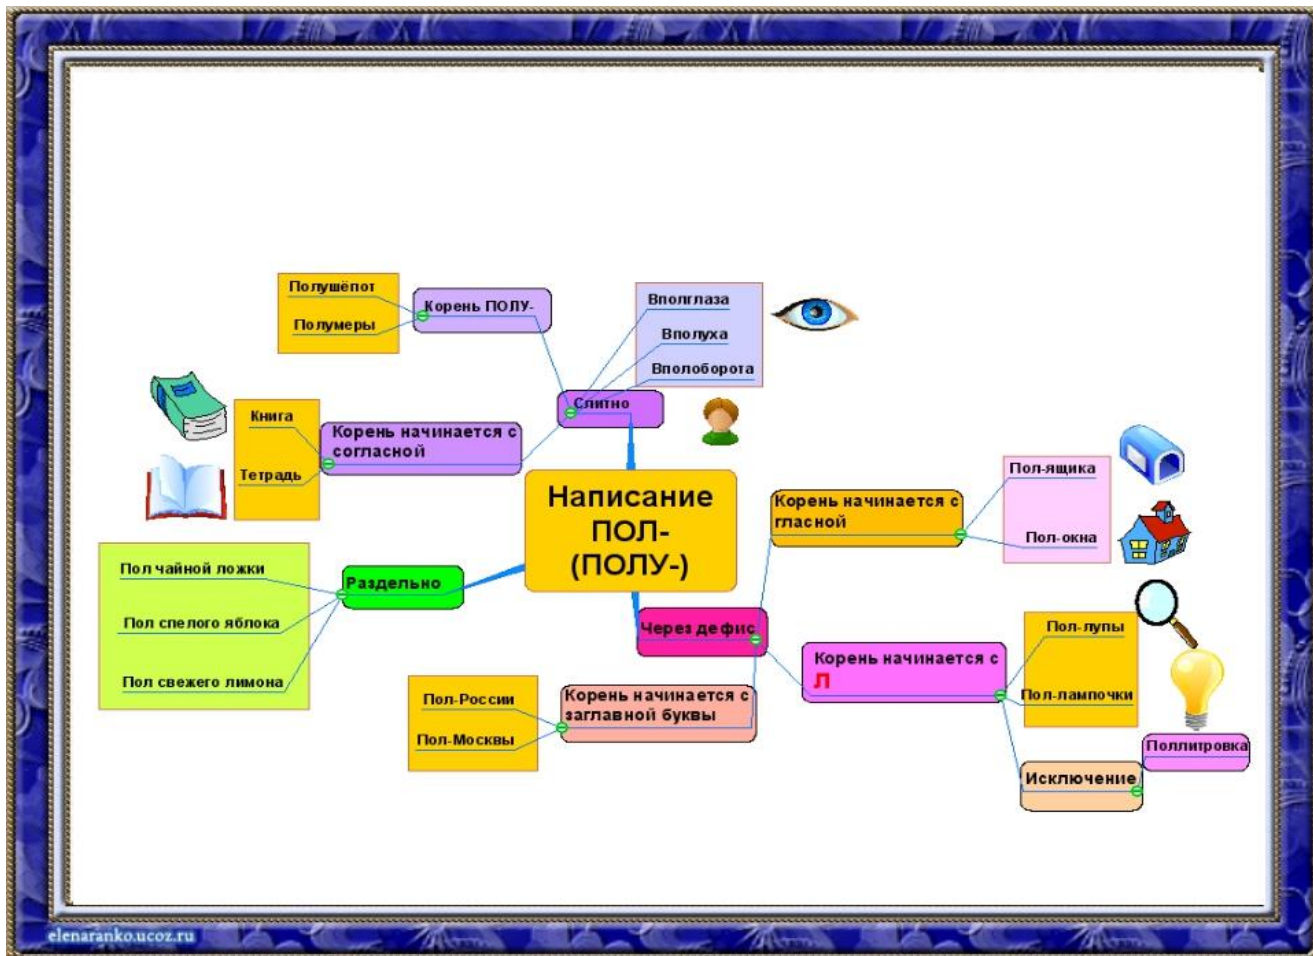 Полушёпот
Полумеры
Корень ПОЛУ-
Вполглаза
Вполуха
Вполоборота
Слитно
Книга
Тетрадь
Корень начинается с
согласной
Написание
ПОЛ-
(ПОЛУ-)
Корень начинается с
гласной
Пол-ящика
Пол-окна
Пол чайной ложки
Пол спелого яблока
Пол свежего лимона
Раздельно
Через дефис
Корень начинается с
Л
Пол-лупы
Пол-лампочки
Пол-России
Пол-Москвы
Корень начинается с
заглавной буквы
Исключение
Поллитровка
elenaranko.ucoz.ru